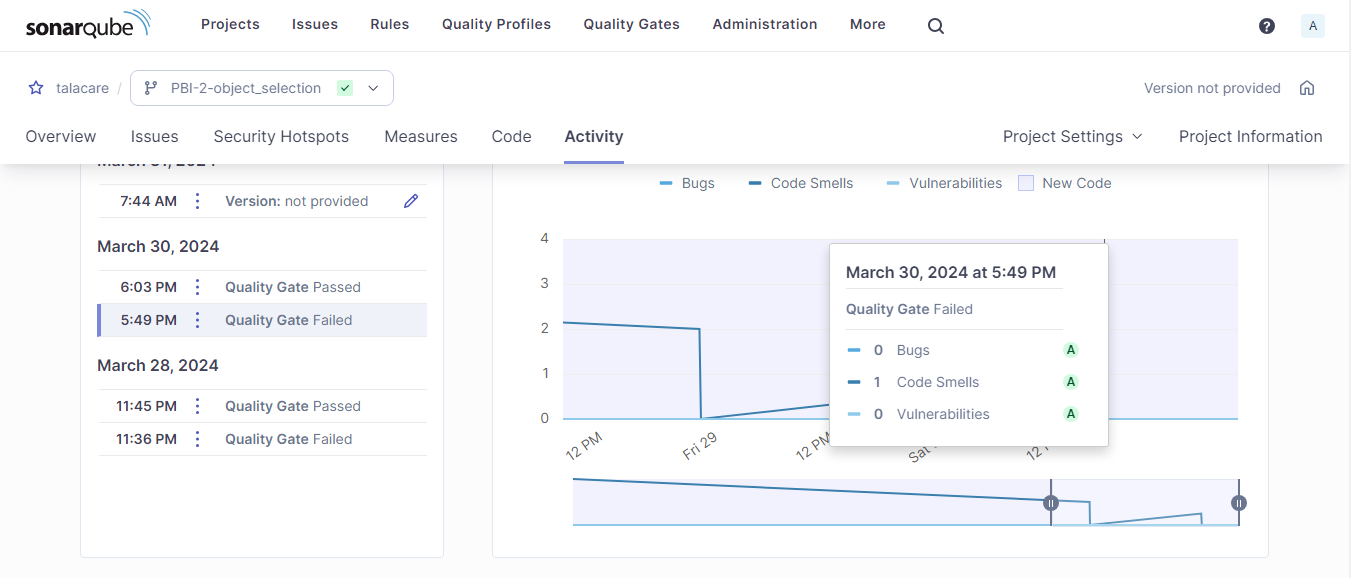 sonarqube Projects Issues Rules Quality Profiles Quality Gates Administration More ? A
talacare / PBI-2-object_selection Version not provided
Overview Issues Security Hotspots Measures Code Activity Project Settings Project Information
March 31, 2024
7:44 AM Version: not provided
March 30, 2024
6:03 PM Quality Gate Passed
5:49 PM Quality Gate Failed
March 28, 2024
11:45 PM Quality Gate Passed
11:36 PM Quality Gate Failed
Bugs Code Smells Vulnerabilities New Code
4
3
2
1
0
12 PM Fri 29 12 PM Sat 12
March 30, 2024 at 5:49 PM
Quality Gate Failed
0 Bugs A
1 Code Smells A
0 Vulnerabilities A